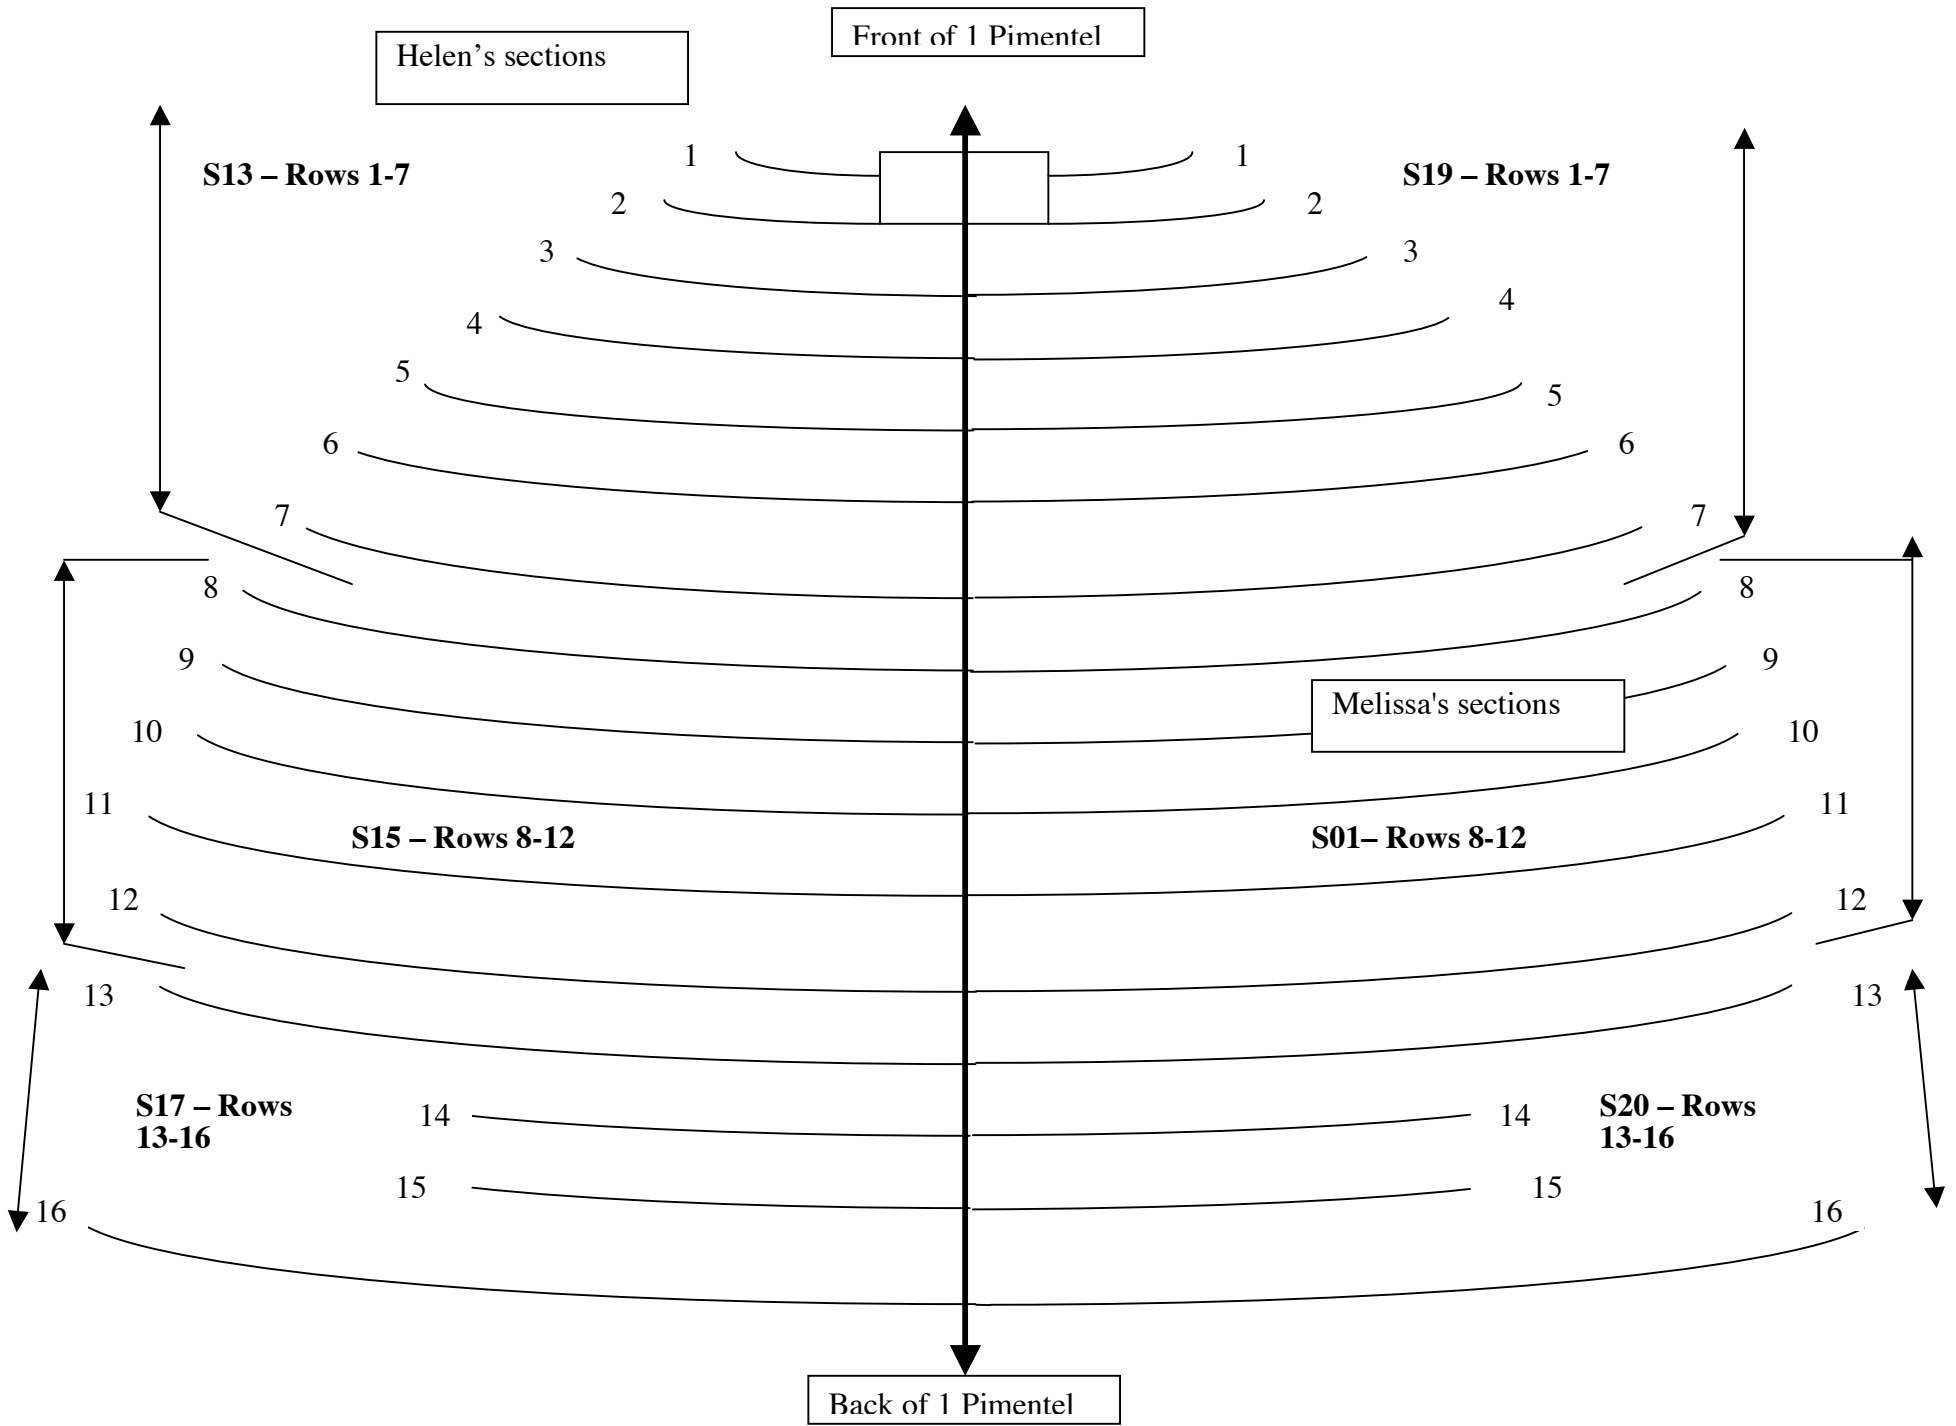 Front of 1 Pimentel
Helen’s sections
1 1
S13 – Rows 1-7 S19 – Rows 1-7
2 2
3 3
4 4
5 5
6 6
7 7
8 8
9 9
Melissa's sections
10 10
11 11
S15 – Rows 8-12 S01– Rows 8-12
12 12
13 13
S17 – Rows
13-16
14 14
S20 – Rows
13-16
15 15
16 16
Back of 1 Pimentel